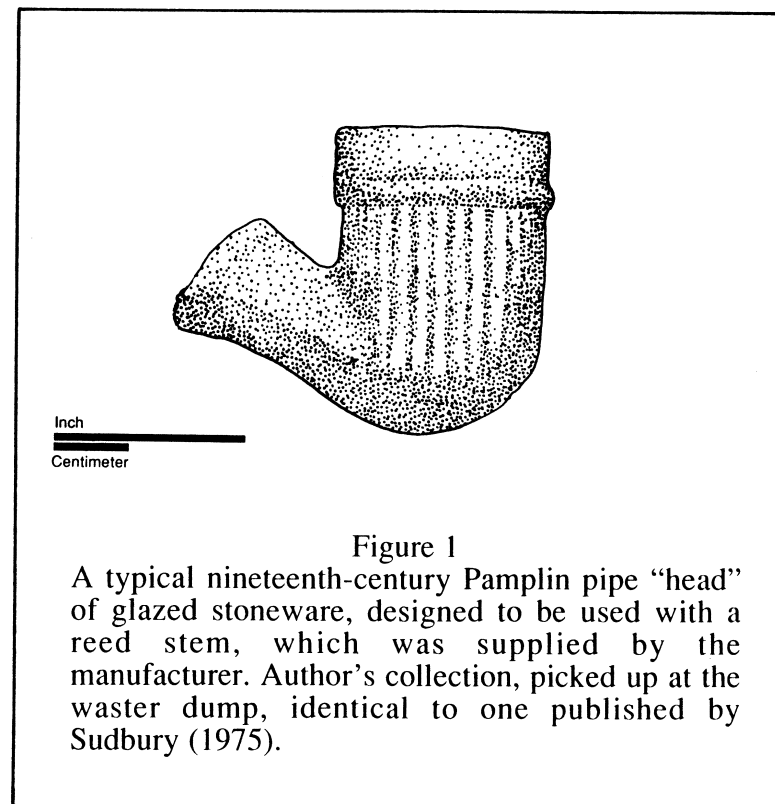 Inch
Centimeter
Figure 1
A typical nineteenth-century Pamplin pipe “head”
of glazed stoneware, designed to be used with a
reed stem, which was supplied by the
manufacturer. Author’s collection, picked up at the
waster dump, identical to one published by
Sudbury (1975).